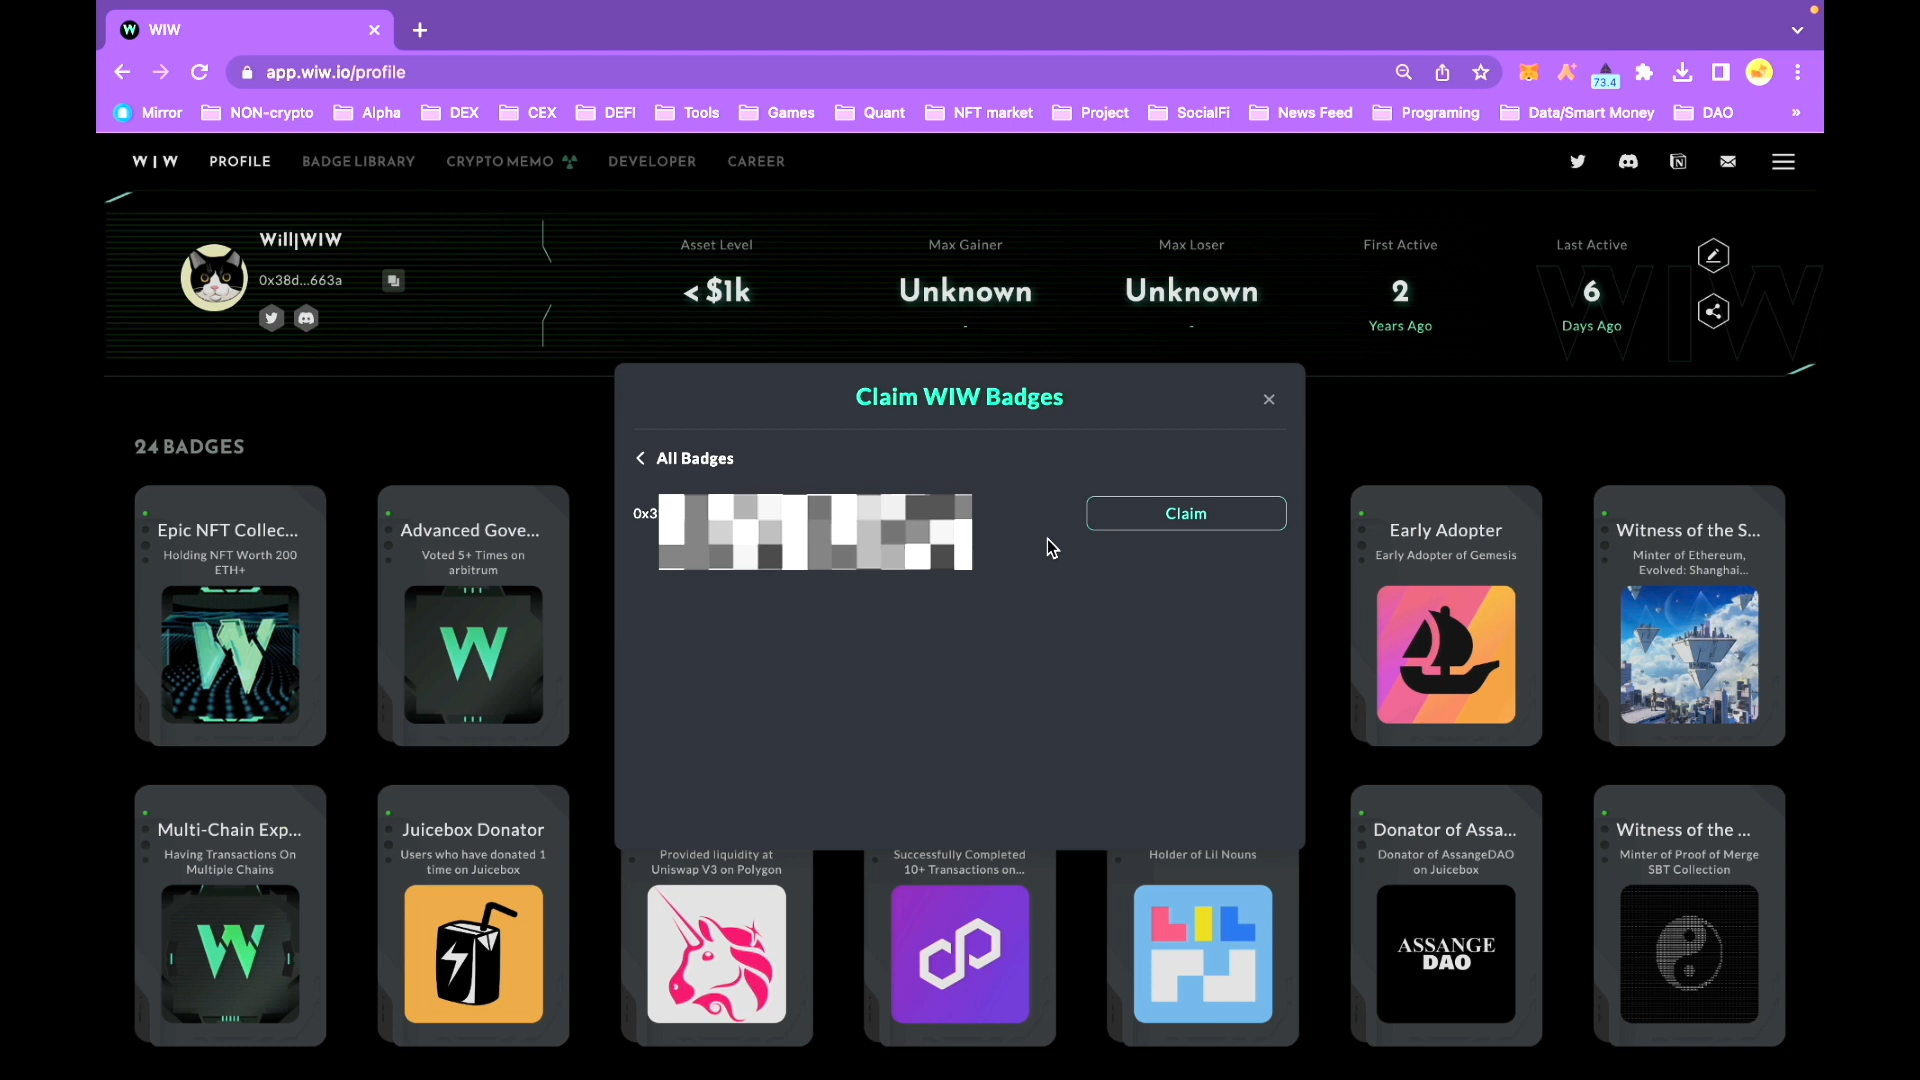 WIW
app.wiw.io/profile
73.4
Mirror NON-crypto Alpha DEX CEX DEFI Tools Games Quant NFT market Project SocialFi News Feed Programing Data/Smart Money DAO »
W|W PROFILE BADGE LIBRARY CRYPTO MEMO DEVELOPER CAREER
Will|WIW
0x38d...663a
Asset Level Max Gainer Max Loser First Active Last Active
< $1k Unknown Unknown 2 6
- - Years Ago Days Ago
WIW
Claim WIW Badges
All Badges
0x3
Claim
24 BADGES
Epic NFT Collec...
Holding NFT Worth 200
ETH+
Advanced Gove...
Voted 5+ Times on
arbitrum
W
Early Adopter
Early Adopter of Gemesis
Witness of the S...
Minter of Ethereum,
Evolved: Shanghai...
Multi-Chain Exp...
Having Transactions On
Multiple Chains
W
Juicebox Donator
Users who have donated 1
time on Juicebox
Provided liquidity at
Uniswap V3 on Polygon
Successfully Completed
10+ Transactions on...
Holder of Lil Nouns
LIL
Donator of Assa...
Donator of AssangeDAO
on Juicebox
ASSANGE
DAO
Witness of the ...
Minter of Proof of Merge
SBT Collection